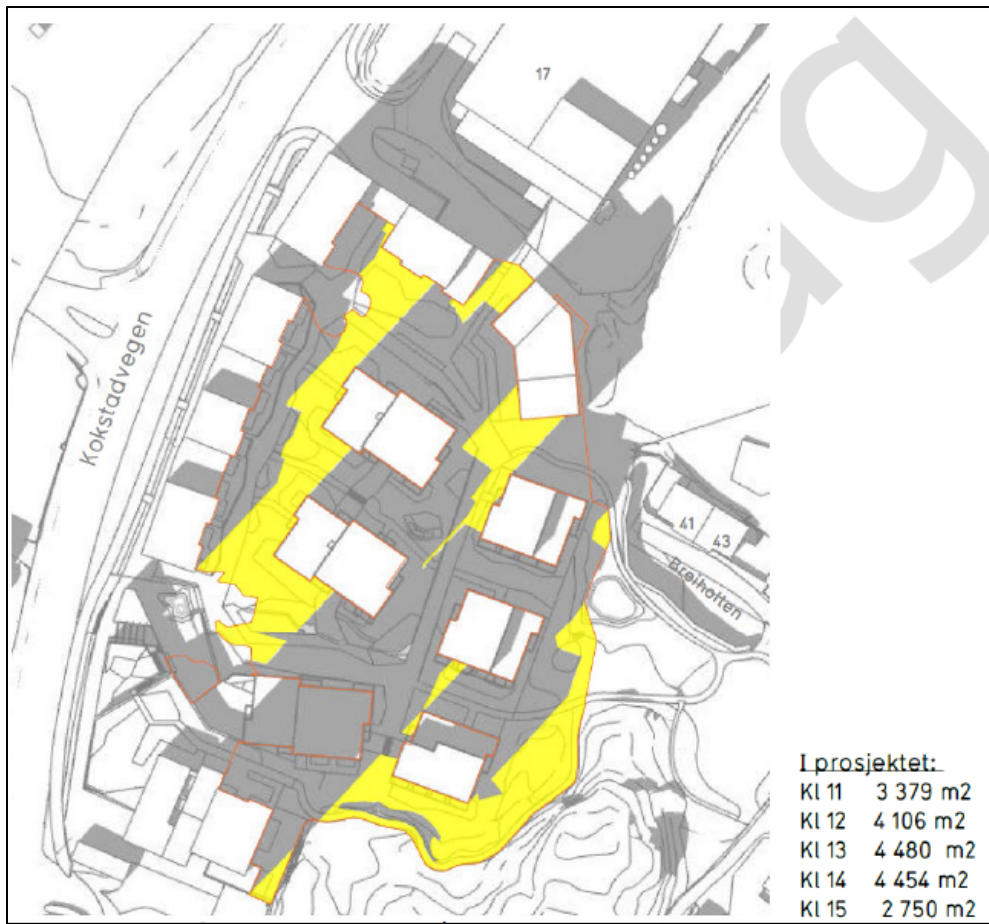 17
Kokstadvegen
41
43
Breiholten
I prosjektet:
Kl 11 3 379 m2
Kl 12 4 106 m2
Kl 13 4 480 m2
Kl 14 4 454 m2
Kl 15 2 750 m2